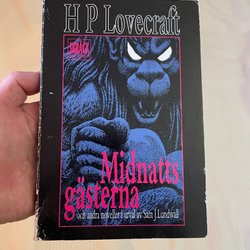 H P Lovecraft
Midnatts
gästerna
och andra noveller i urval av Sam J Lundwall